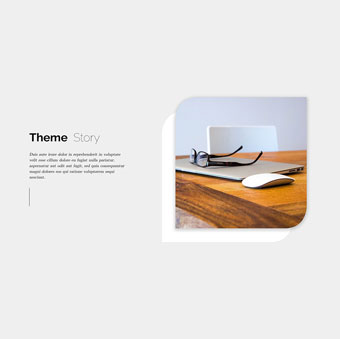 Theme Story
Duis aute irure dolor in reprehenderit in voluptate
velit esse cillum dolore eu fugiat nulla pariatur.
aspernatur aut odit aut fugit, sed quia consequuntur
magni dolores eos qui ratione voluptatem sequi
nesciunt.